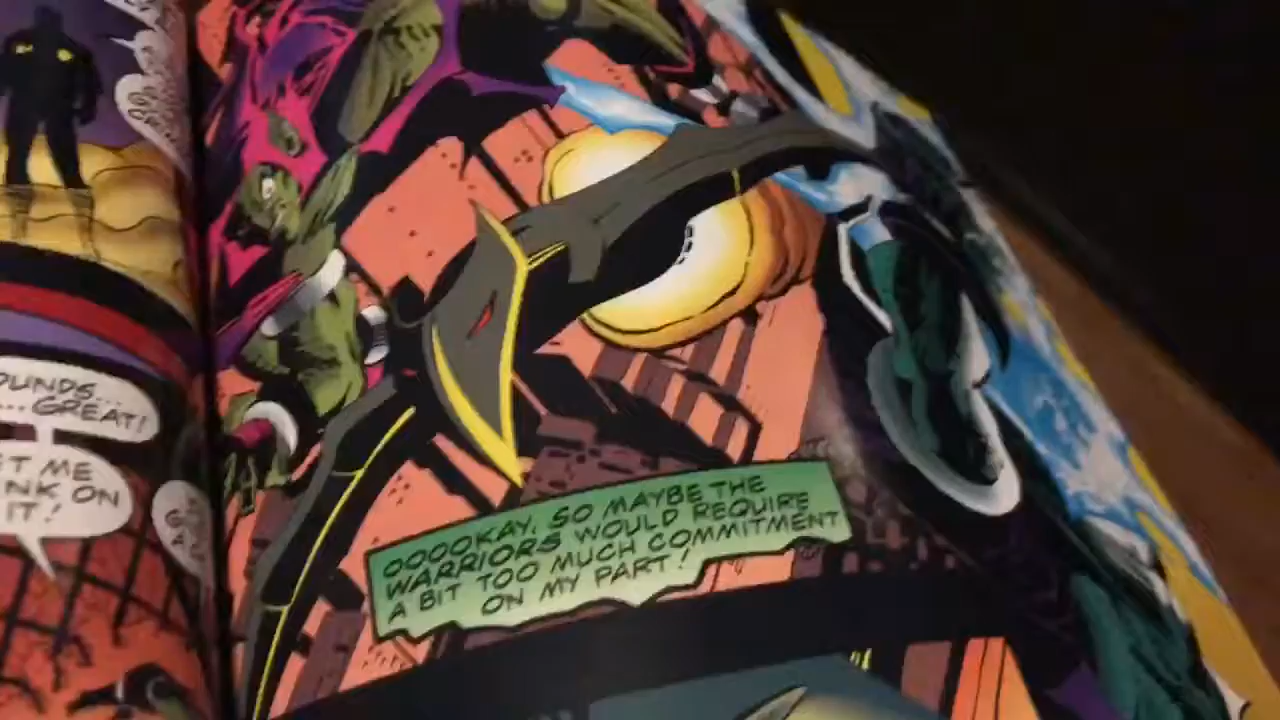 OUNDS...
...GREAT!
T ME
NK ON
IT!
OOOOKAY, SO MAYBE THE
WARRIORS WOULD REQUIRE
A BIT TOO MUCH COMMITMENT
ON MY PART!